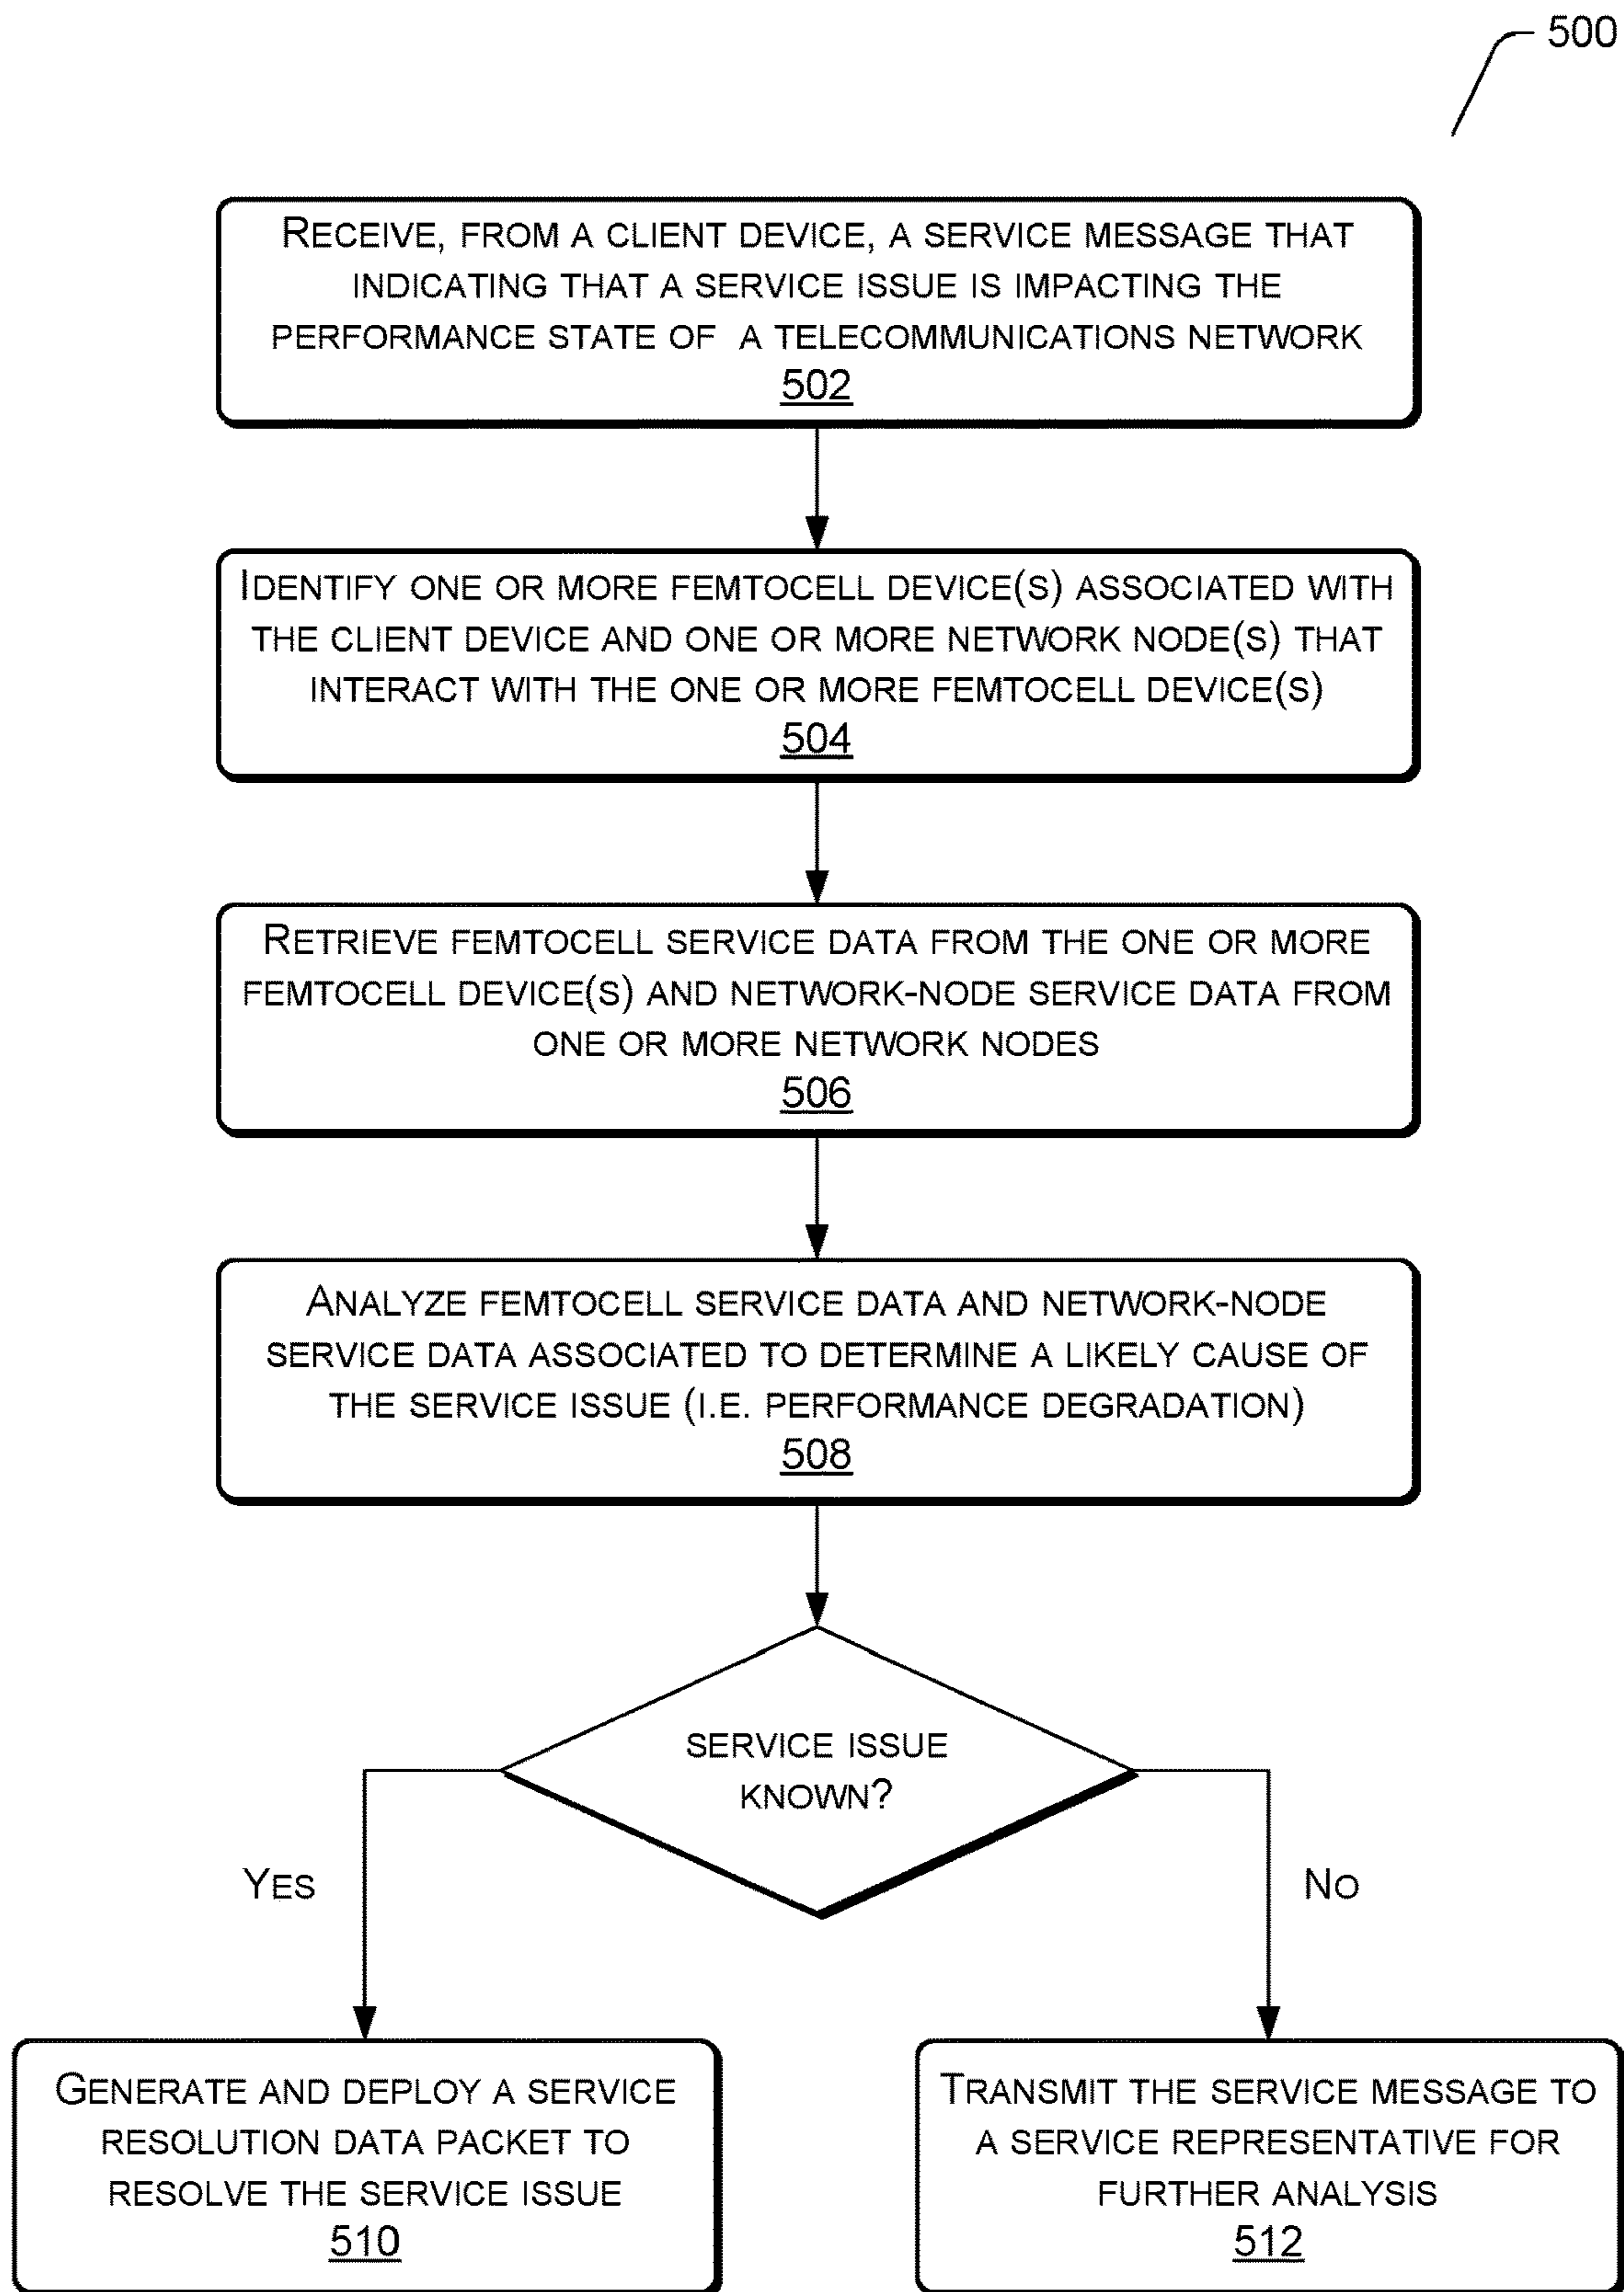 500
RECEIVE, FROM A CLIENT DEVICE, A SERVICE MESSAGE THAT
INDICATING THAT A SERVICE ISSUE IS IMPACTING THE
PERFORMANCE STATE OF A TELECOMMUNICATIONS NETWORK
502
IDENTIFY ONE OR MORE FEMTOCELL DEVICE(S) ASSOCIATED WITH
THE CLIENT DEVICE AND ONE OR MORE NETWORK NODE(S) THAT
INTERACT WITH THE ONE OR MORE FEMTOCELL DEVICE(S)
504
RETRIEVE FEMTOCELL SERVICE DATA FROM THE ONE OR MORE
FEMTOCELL DEVICE(S) AND NETWORK-NODE SERVICE DATA FROM
ONE OR MORE NETWORK NODES
506
ANALYZE FEMTOCELL SERVICE DATA AND NETWORK-NODE
SERVICE DATA ASSOCIATED TO DETERMINE A LIKELY CAUSE OF
THE SERVICE ISSUE (I.E. PERFORMANCE DEGRADATION)
508
SERVICE ISSUE
KNOWN?
YES
NO
GENERATE AND DEPLOY A SERVICE
RESOLUTION DATA PACKET TO
RESOLVE THE SERVICE ISSUE
510
TRANSMIT THE SERVICE MESSAGE TO
A SERVICE REPRESENTATIVE FOR
FURTHER ANALYSIS
512